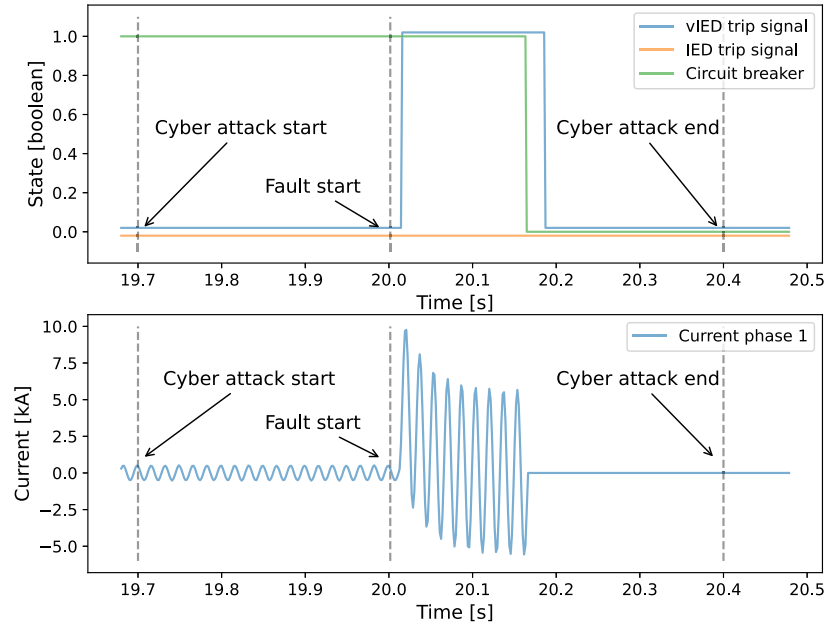 1.0
0.8
0.6
0.4
0.2
0.0
State [boolean]
vIED trip signal
IED trip signal
Circuit breaker
Cyber attack start
Fault start
Cyber attack end
19.7 19.8 19.9 20.0 20.1 20.2 20.3 20.4 20.5
Time [s]
10.0
7.5
5.0
2.5
0.0
−2.5
−5.0
Current [kA]
Current phase 1
Cyber attack start
Fault start
Cyber attack end
19.7 19.8 19.9 20.0 20.1 20.2 20.3 20.4 20.5
Time [s]